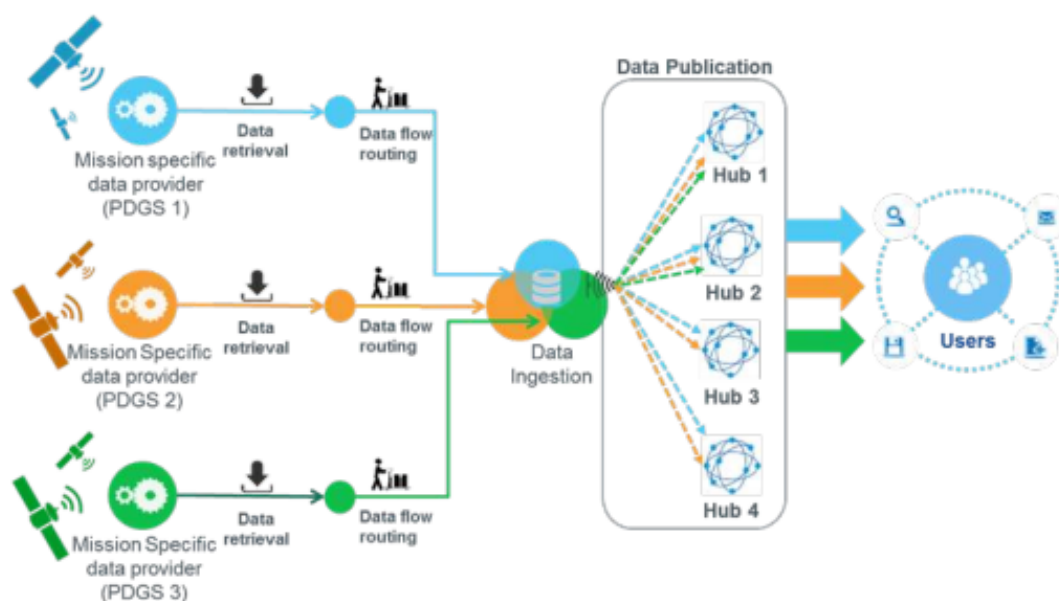 Data Publication
Data
retrieval
Data flow
routing
Mission specific
data provider
(PDGS 1)
Hub 1
Data
retrieval
Data flow
routing
Mission Specific
data provider
(PDGS 2)
Data
Ingestion
Hub 2
Users
Hub 3
Data
retrieval
Data flow
routing
Mission Specific
data provider
(PDGS 3)
Hub 4